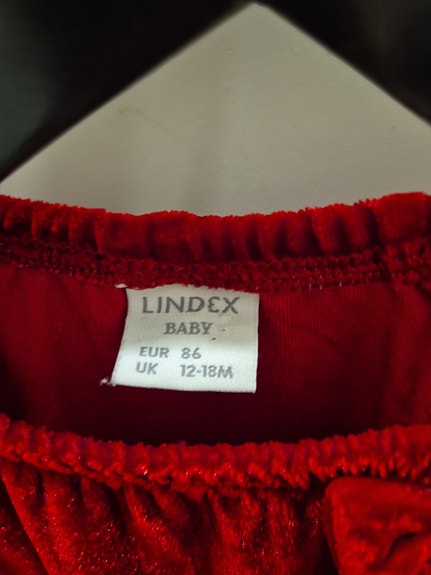 LINDEX
BABY
EUR 86
UK 12-18M